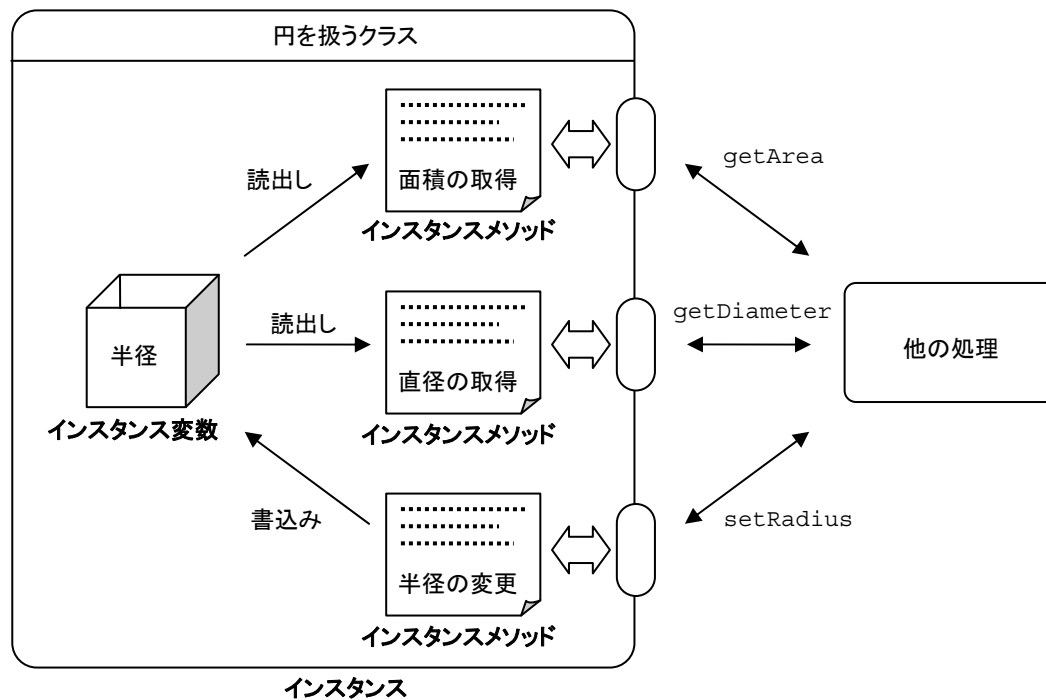 円を扱うクラス
面積の取得
インスタンスメソッド
読出し
getArea
半径
インスタンス変数
読出し
直径の取得
インスタンスメソッド
getDiameter
他の処理
書込み
半径の変更
インスタンスメソッド
setRadius
インスタンス